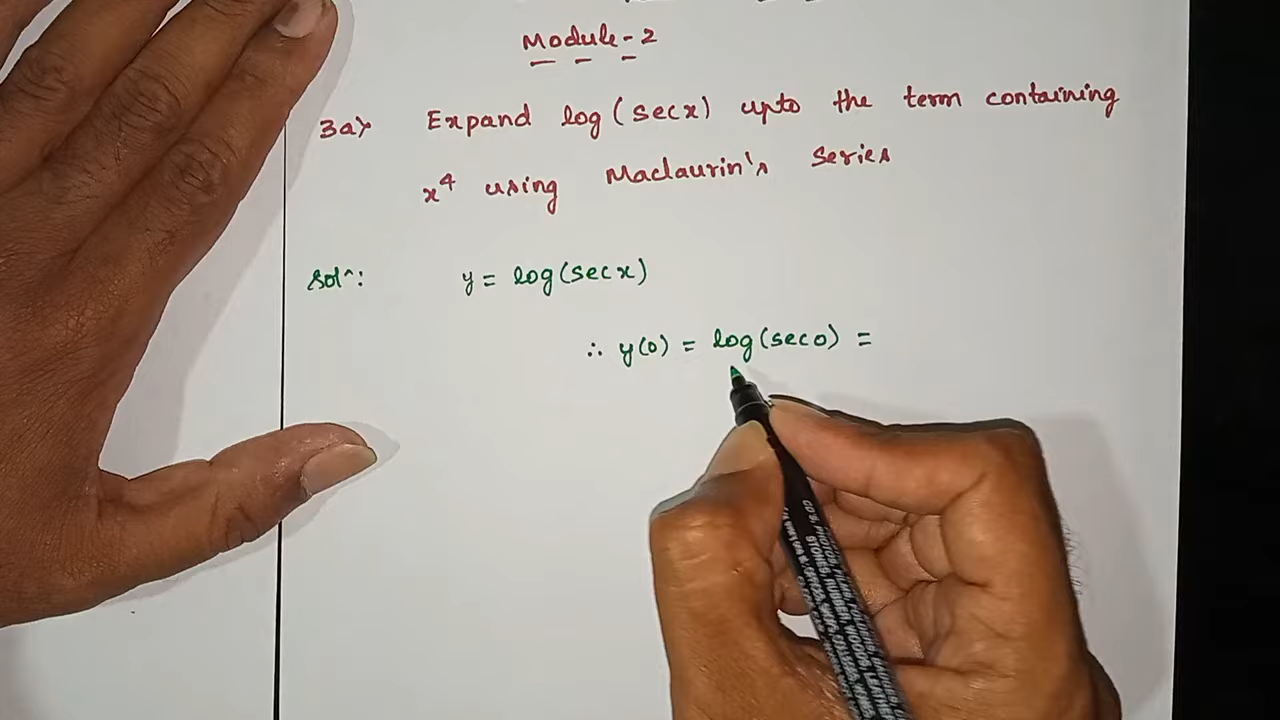 Module-2
3a) Expand log(secx) upto the term containing
x⁴ using Maclaurin's series
Solⁿ: y = log(secx)
∴ y(0) = log(sec0) =